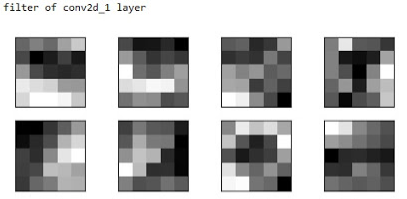 filter of conv2d_1 layer